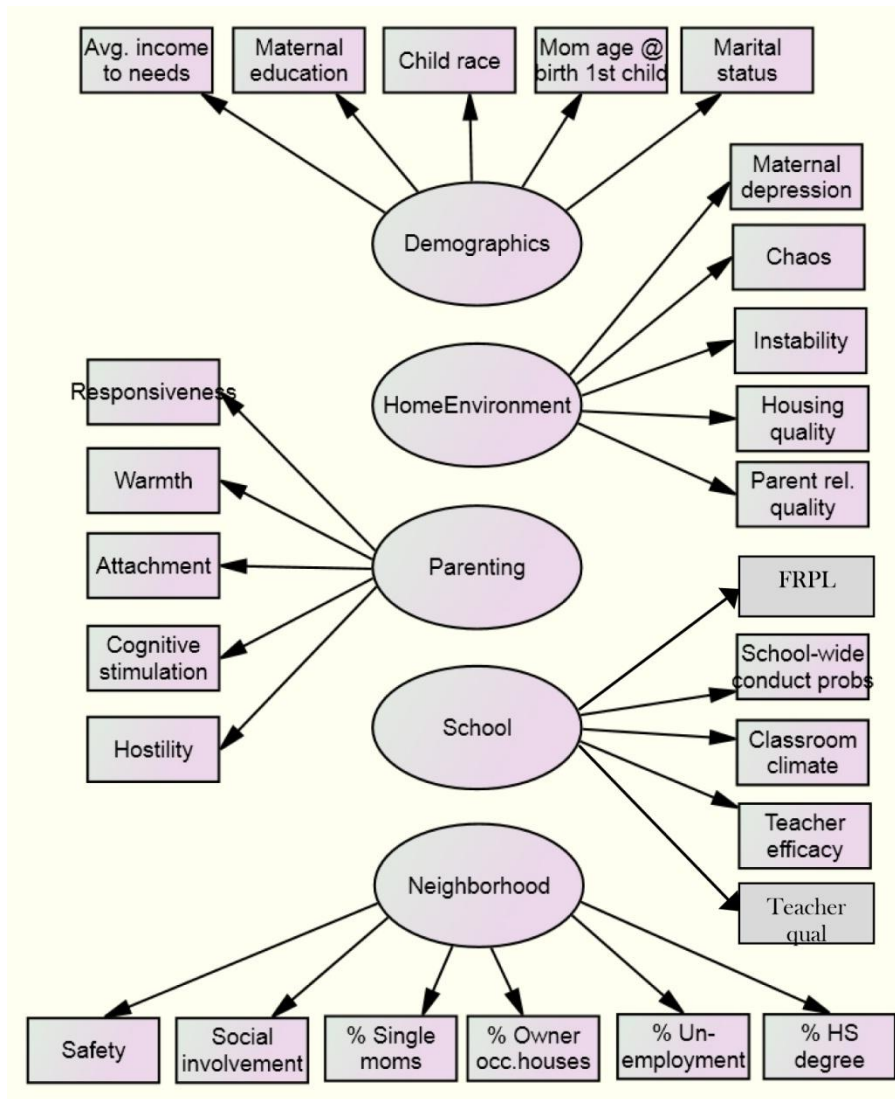 Avg. income
to needs
Maternal
education
Child race
Mom age @
birth 1st child
Marital
status
Demographics
Maternal
depression
Chaos
Instability
Housing
quality
Parent rel.
quality
HomeEnvironment
Responsiveness
Warmth
Attachment
Cognitive
stimulation
Hostility
Parenting
FRPL
School-wide
conduct probs
Classroom
climate
Teacher
efficacy
Teacher
qual
School
Neighborhood
Safety
Social
involvement
% Single
moms
% Owner
occ.houses
% Un-
employment
% HS
degree